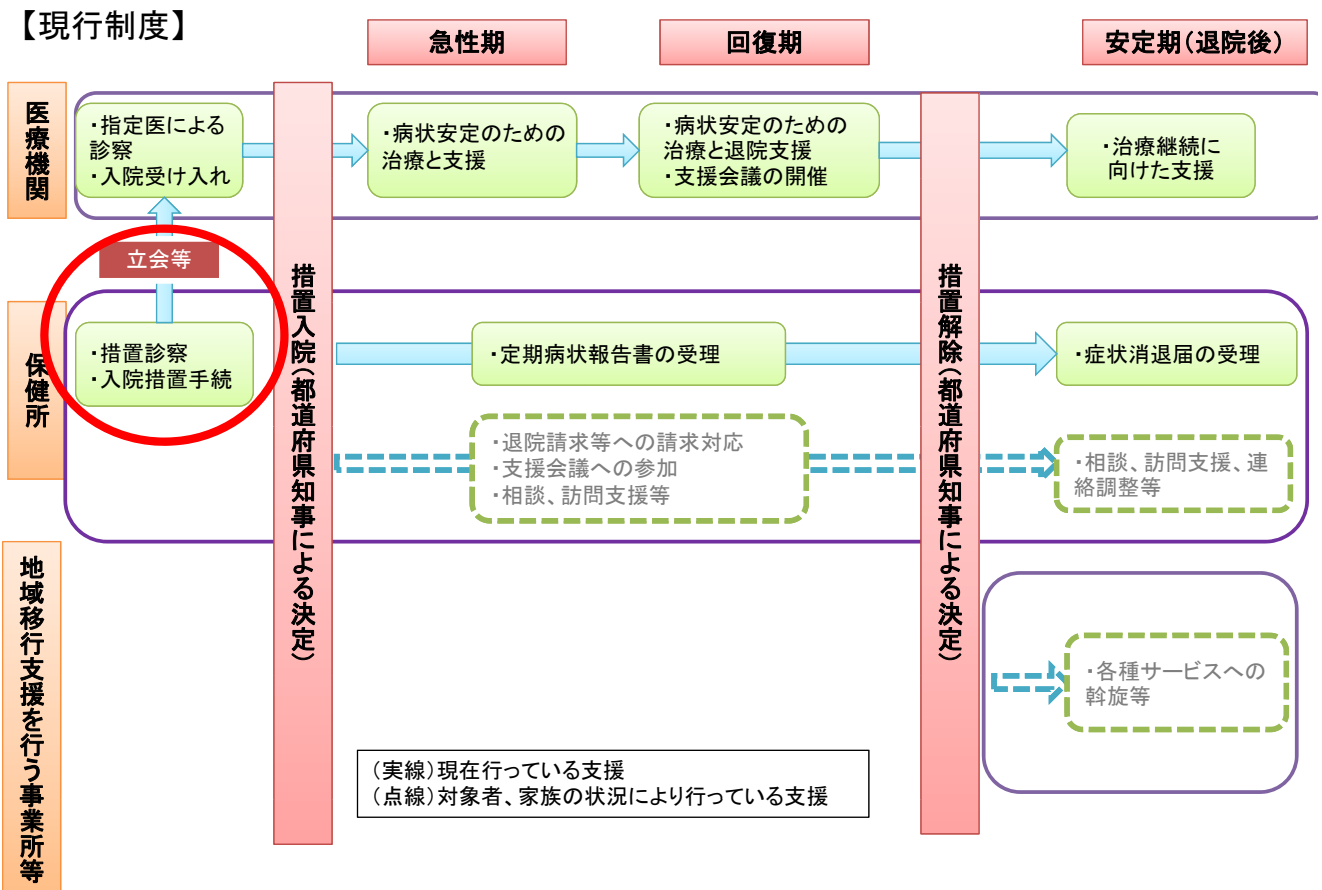 【現行制度】
急性期
回復期
安定期（退院後）
医療機関
・指定医による
診察
・入院受け入れ
・病状安定のための
治療と支援
・病状安定のための
治療と退院支援
・支援会議の開催
・治療継続に
向けた支援
立会等
措置入院（都道府県知事による決定）
措置解除（都道府県知事による決定）
保健所
・措置診察
・入院措置手続
・定期病状報告書の受理
・症状消退届の受理
・退院請求等への請求対応
・支援会議への参加
・相談、訪問支援等
・相談、訪問支援、連
絡調整等
地域移行支援を行う事業所等
・各種サービスへの
斡旋等
（実線）現在行っている支援
（点線）対象者、家族の状況により行っている支援